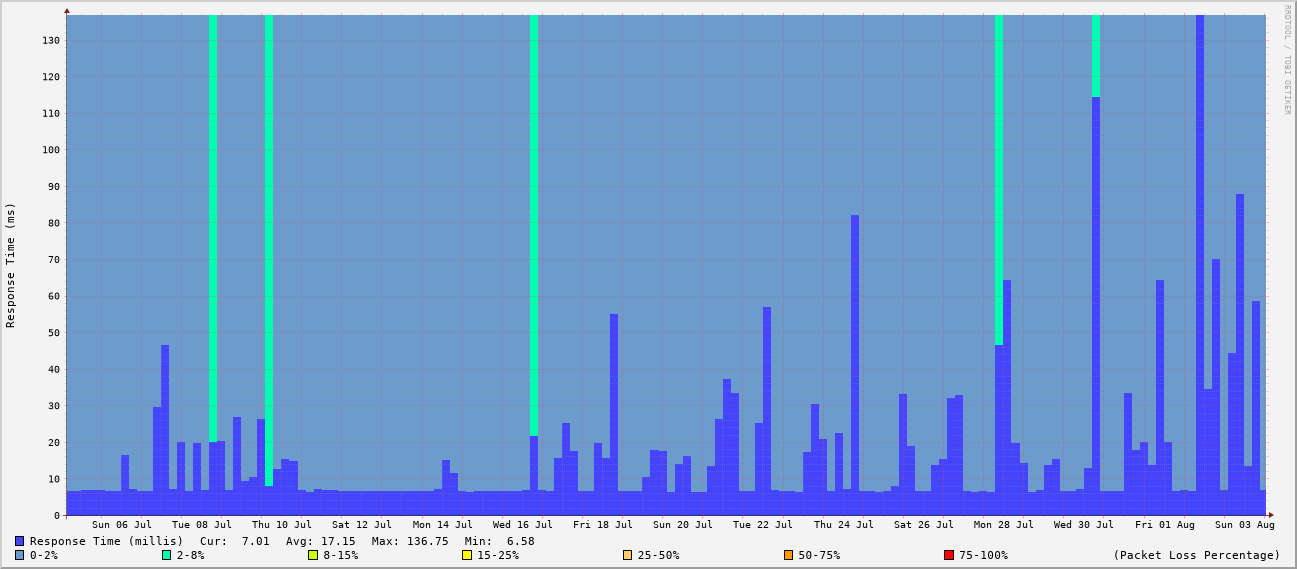 RRDTOOL / TOBI OETIKER
Response Time (ms)
130
120
110
100
90
80
70
60
50
40
30
20
10
0
Sun 06 Jul Tue 08 Jul Thu 10 Jul Sat 12 Jul Mon 14 Jul Wed 16 Jul Fri 18 Jul Sun 20 Jul Tue 22 Jul Thu 24 Jul Sat 26 Jul Mon 28 Jul Wed 30 Jul Fri 01 Aug Sun 03 Aug
Response Time (millis) Cur: 7.01 Avg: 17.15 Max: 136.75 Min: 6.58
0-2% 2-8% 8-15% 15-25% 25-50% 50-75% 75-100% (Packet Loss Percentage)